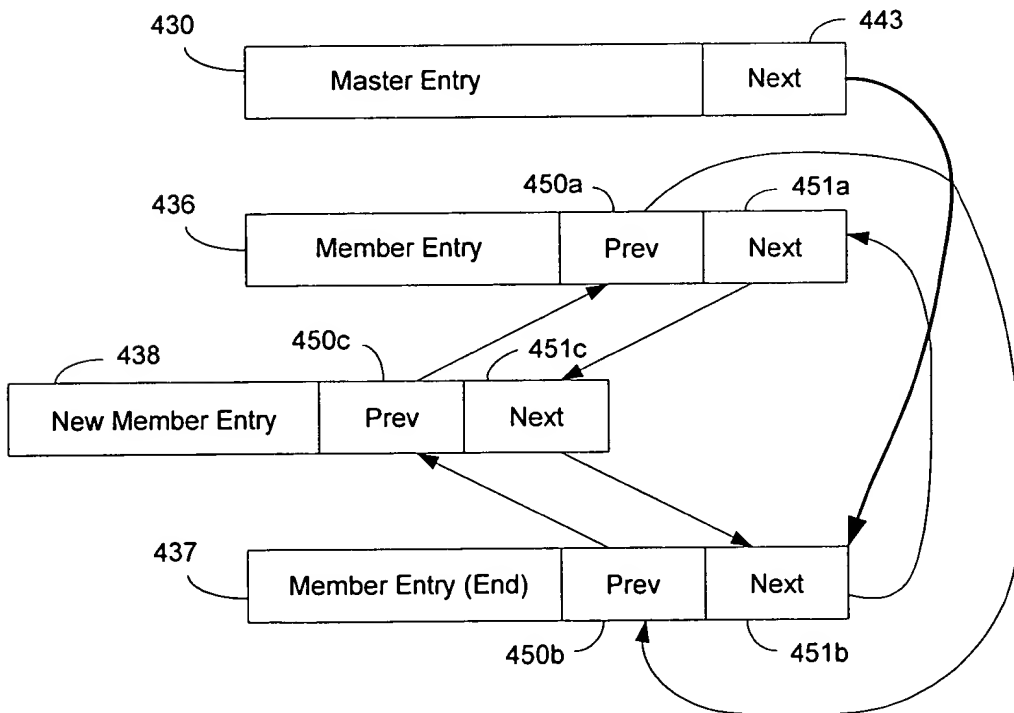 430
443
Master Entry
Next
450a
451a
436
Member Entry
Prev
Next
438
450c
451c
New Member Entry
Prev
Next
437
Member Entry (End)
Prev
Next
450b
451b